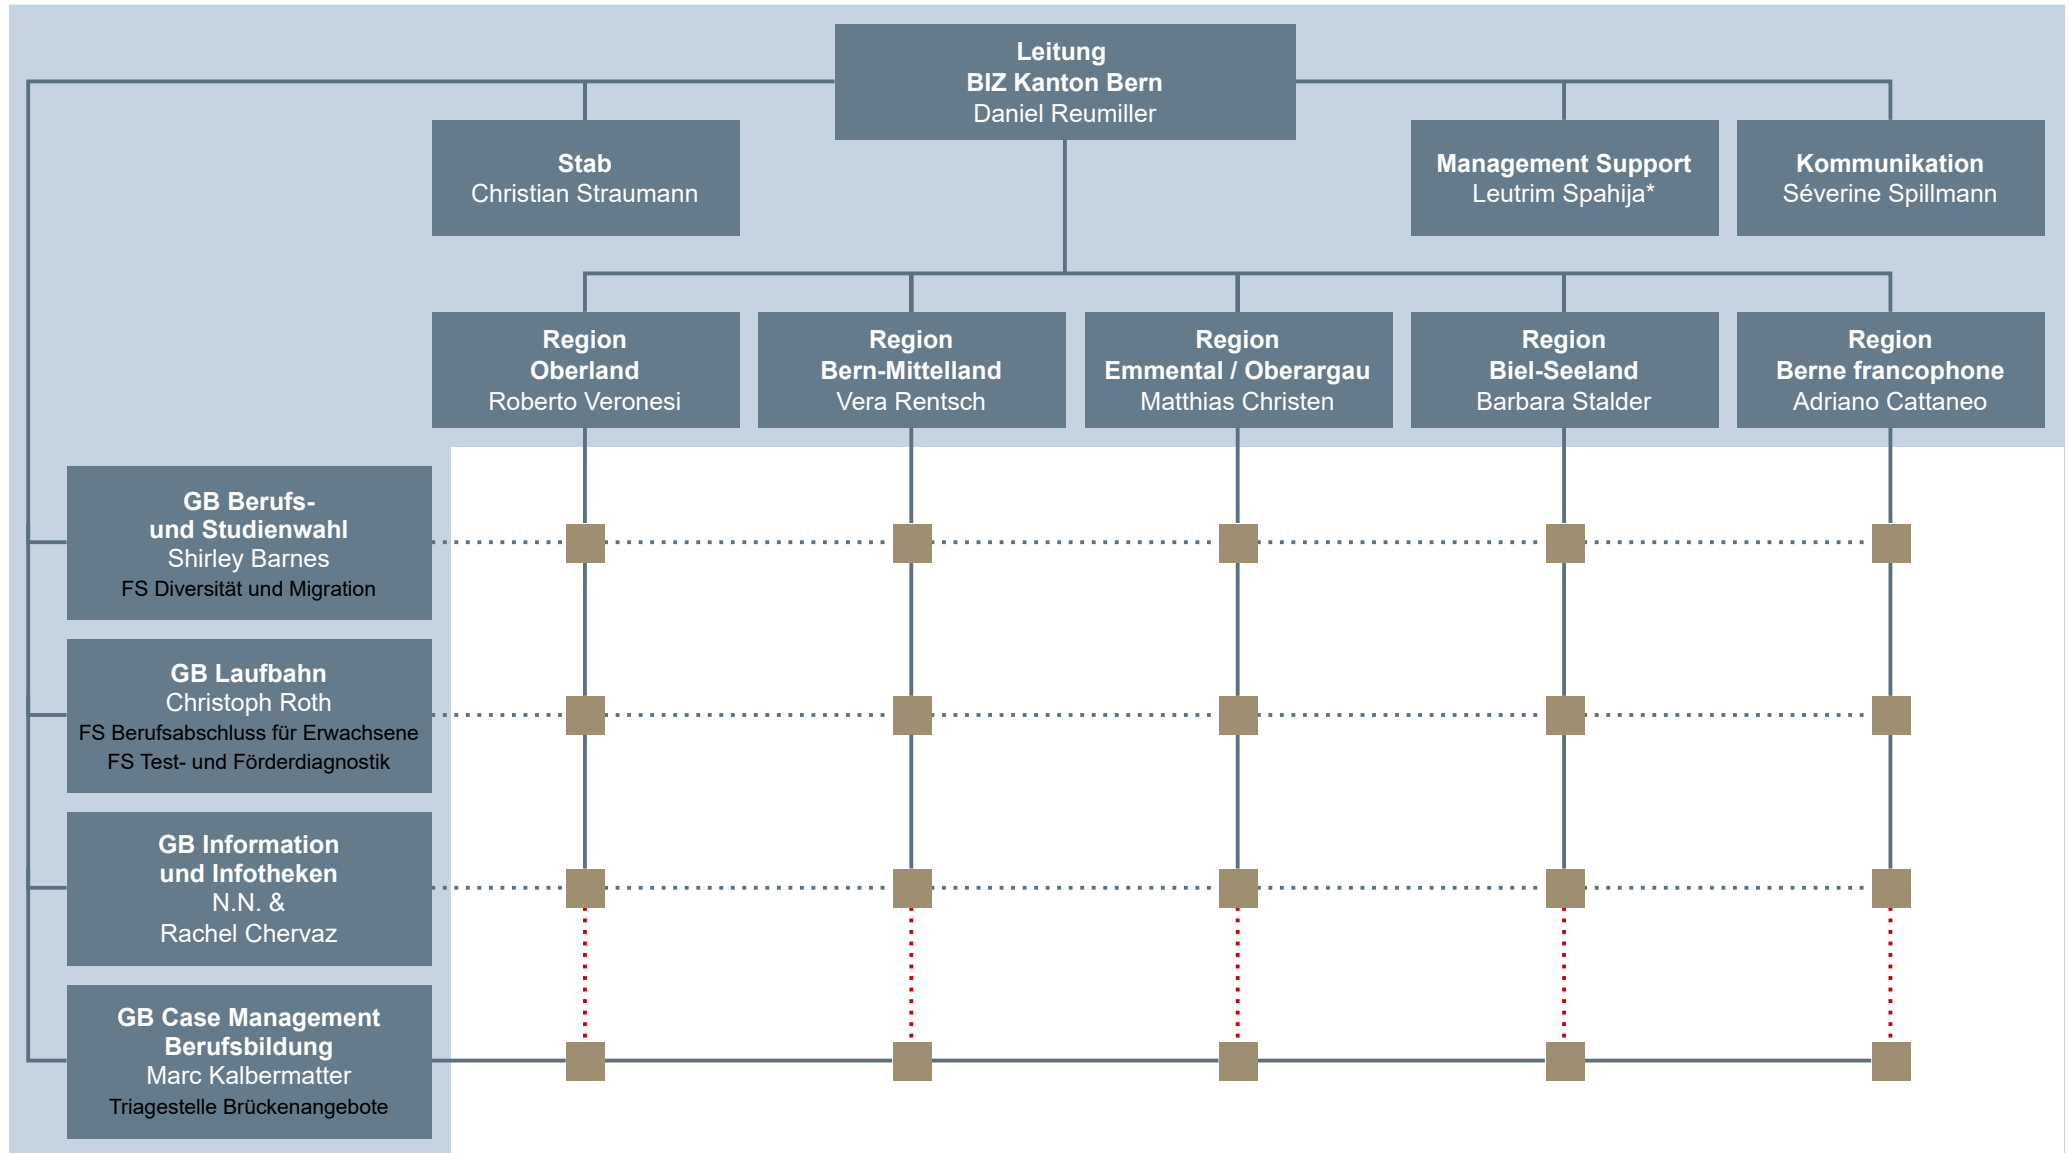 Leitung
BIZ Kanton Bern
Daniel Reumiller
Stab
Christian Straumann
Management Support
Leutrim Spahija*
Kommunikation
Séverine Spillmann
Region
Oberland
Roberto Veronesi
Region
Bern-Mittelland
Vera Rentsch
Region
Emmental / Oberargau
Matthias Christen
Region
Biel-Seeland
Barbara Stalder
Region
Berne francophone
Adriano Cattaneo
GB Berufs-
und Studienwahl
Shirley Barnes
FS Diversität und Migration
GB Laufbahn
Christoph Roth
FS Berufsabschluss für Erwachsene
FS Test- und Förderdiagnostik
GB Information
und Infotheken
N.N. &
Rachel Chervaz
GB Case Management
Berufsbildung
Marc Kalbermatter
Triagestelle Brückenangebote